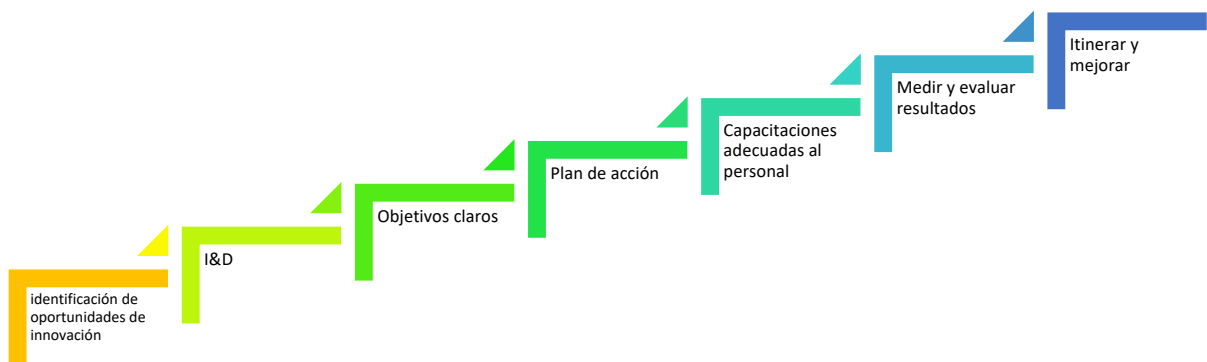 identificación de
oportunidades de
innovación
I&D
Objetivos claros
Plan de acción
Capacitaciones
adecuadas al
personal
Medir y evaluar
resultados
Itinerar y
mejorar